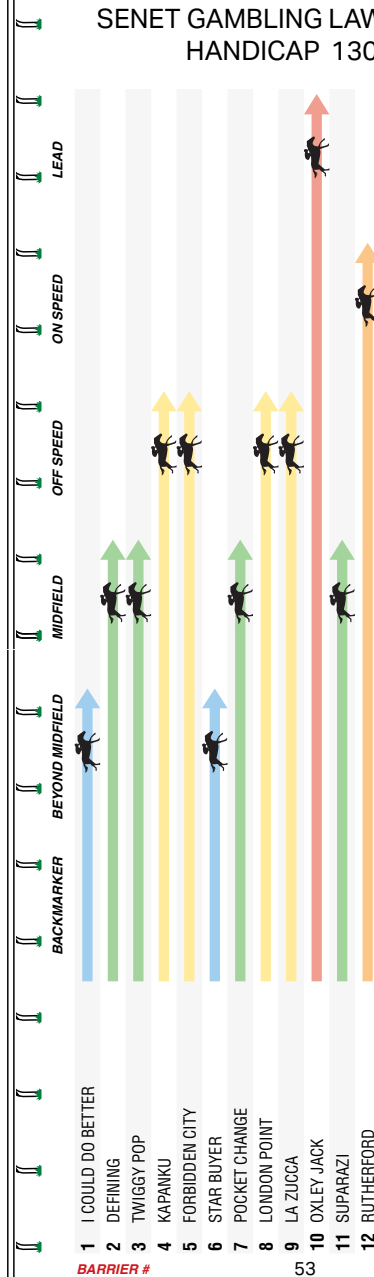 SENET GAMBLING LAW
HANDICAP 130
LEAD
ON SPEED
OFF SPEED
MIDFIELD
BEYOND MIDFIELD
BACKMARKER
1 I COULD DO BETTER
2 DEFINING
3 TWIGGY POP
4 KAPANKU
5 FORBIDDEN CITY
6 STAR BUYER
7 POCKET CHANGE
8 LONDON POINT
9 LA ZUCCA
10 OXLEY JACK
11 SUPARAZI
12 RUTHERFORD
BARRIER #
53